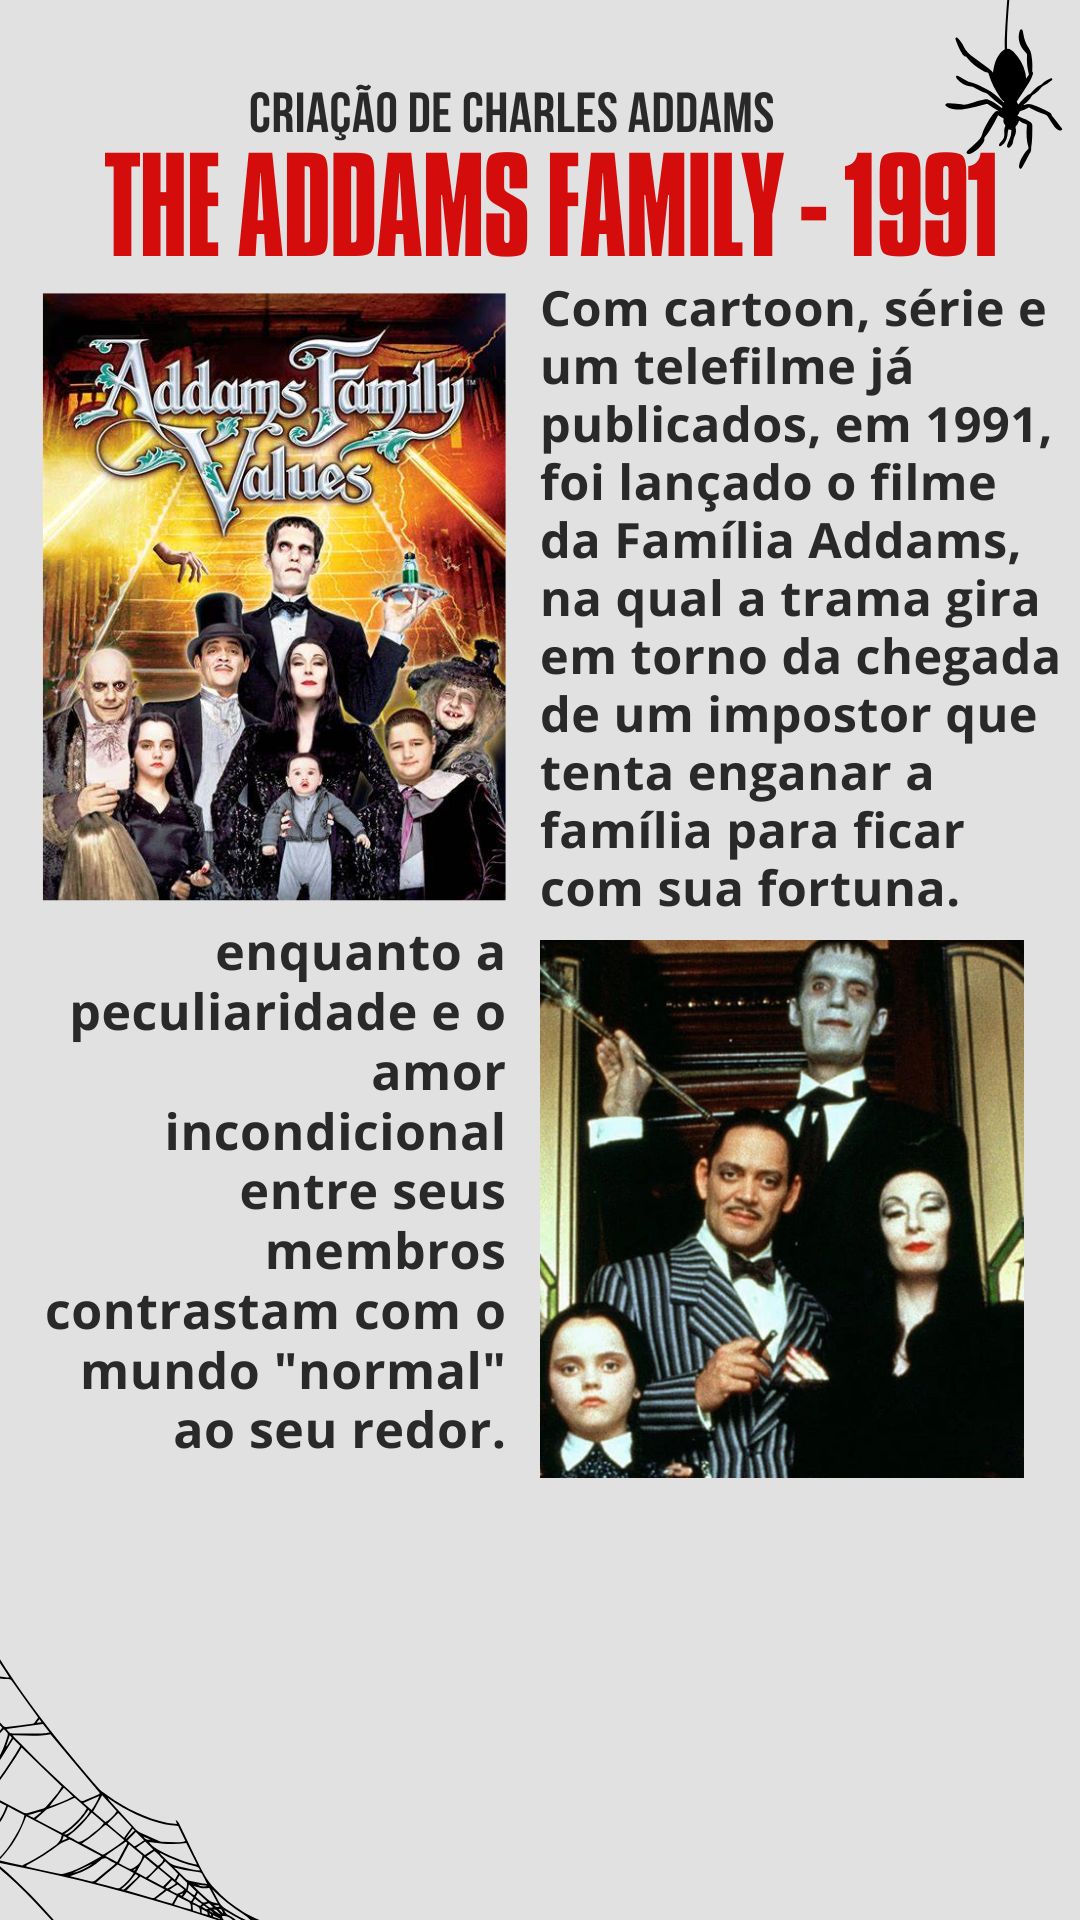 CRIAÇÃO DE CHARLES ADDAMS
THE ADDAMS FAMILY - 1991
Addams Family
Values
TM
Com cartoon, série e
um telefilme já
publicados, em 1991,
foi lançado o filme
da Família Addams,
na qual a trama gira
em torno da chegada
de um impostor que
tenta enganar a
família para ficar
com sua fortuna.
enquanto a
peculiaridade e o
amor
incondicional
entre seus
membros
contrastam com o
mundo "normal"
ao seu redor.